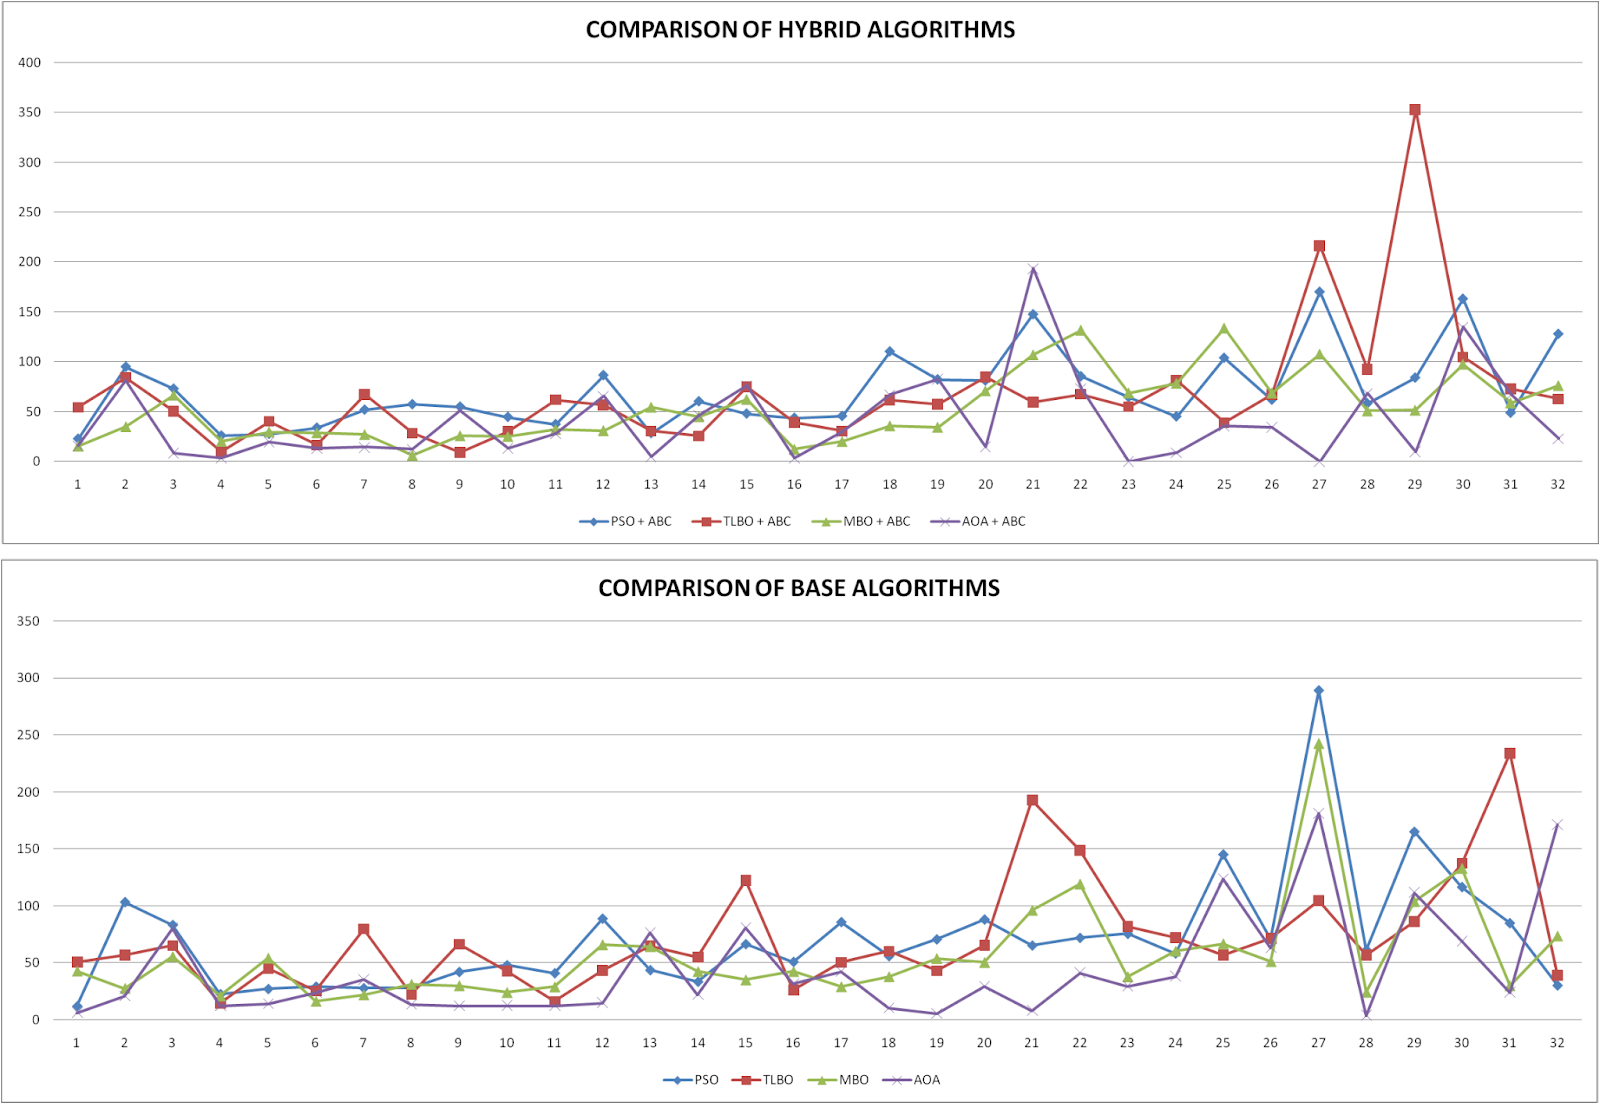 COMPARISON OF HYBRID ALGORITHMS
400
350
300
250
200
150
100
50
0
1 2 3 4 5 6 7 8 9 10 11 12 13 14 15 16 17 18 19 20 21 22 23 24 25 26 27 28 29 30 31 32
PSO + ABC TLBO + ABC MBO + ABC AOA + ABC
COMPARISON OF BASE ALGORITHMS
350
300
250
200
150
100
50
0
1 2 3 4 5 6 7 8 9 10 11 12 13 14 15 16 17 18 19 20 21 22 23 24 25 26 27 28 29 30 31 32
PSO TLBO MBO AOA